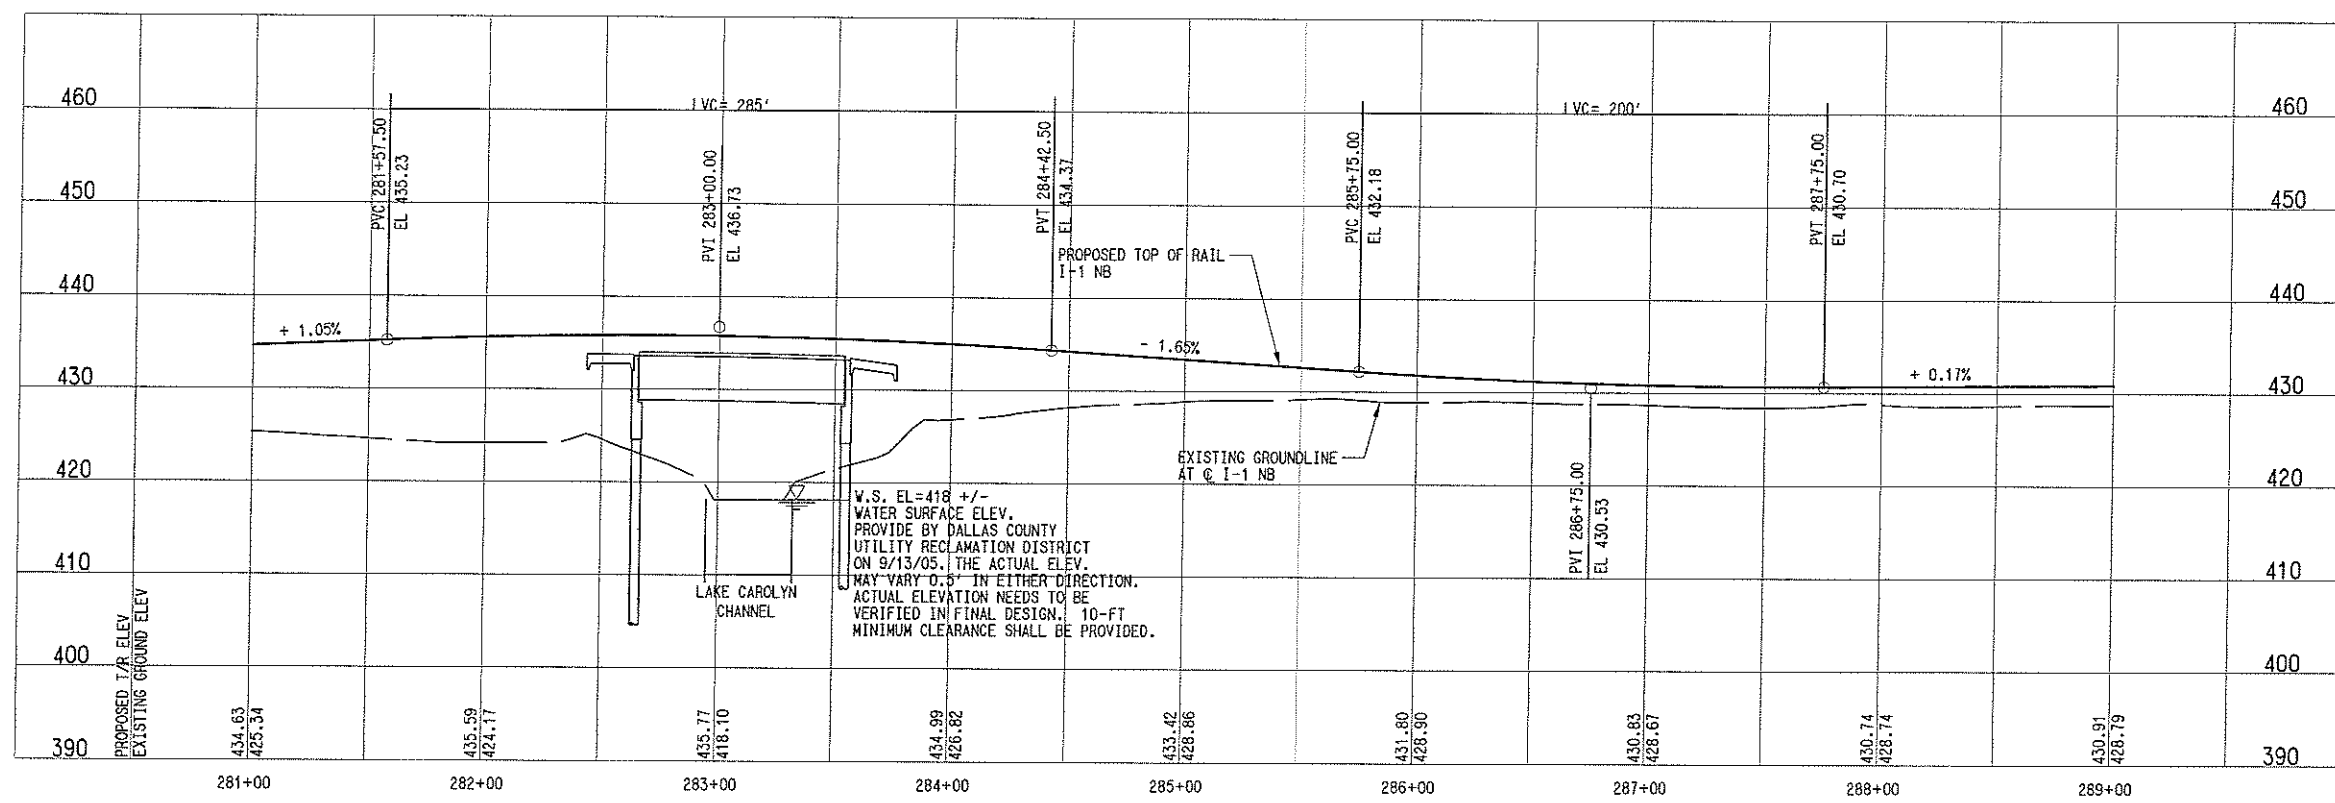 460
450
440
430
420
410
400
390
LVC= 285'
LVC= 200'
460
450
440
430
420
410
400
390
PVC 281+57.50
EL 435.23
PVI 283+00.00
EL 436.73
PVT 284+42.50
EL 434.37
PVC 285+75.00
EL 432.18
PVT 287+75.00
EL 430.70
PROPOSED TOP OF RAIL
I-1 NB
+ 1.05%
- 1.65%
+ 0.17%
EXISTING GROUNDLINE
AT ℄ I-1 NB
PVI 286+75.00
EL 430.53
W.S. EL=418 +/-
WATER SURFACE ELEV.
PROVIDE BY DALLAS COUNTY
UTILITY RECLAMATION DISTRICT
ON 9/13/05. THE ACTUAL ELEV.
MAY VARY 0.5' IN EITHER DIRECTION.
ACTUAL ELEVATION NEEDS TO BE
VERIFIED IN FINAL DESIGN. 10-FT
MINIMUM CLEARANCE SHALL BE PROVIDED.
LAKE CAROLYN
CHANNEL
PROPOSED T/R ELEV
EXISTING GROUND ELEV
434.63
425.34
435.59
424.17
435.77
418.10
434.99
426.82
433.42
428.86
431.80
428.90
430.83
428.67
430.74
428.74
430.91
428.79
281+00
282+00
283+00
284+00
285+00
286+00
287+00
288+00
289+00